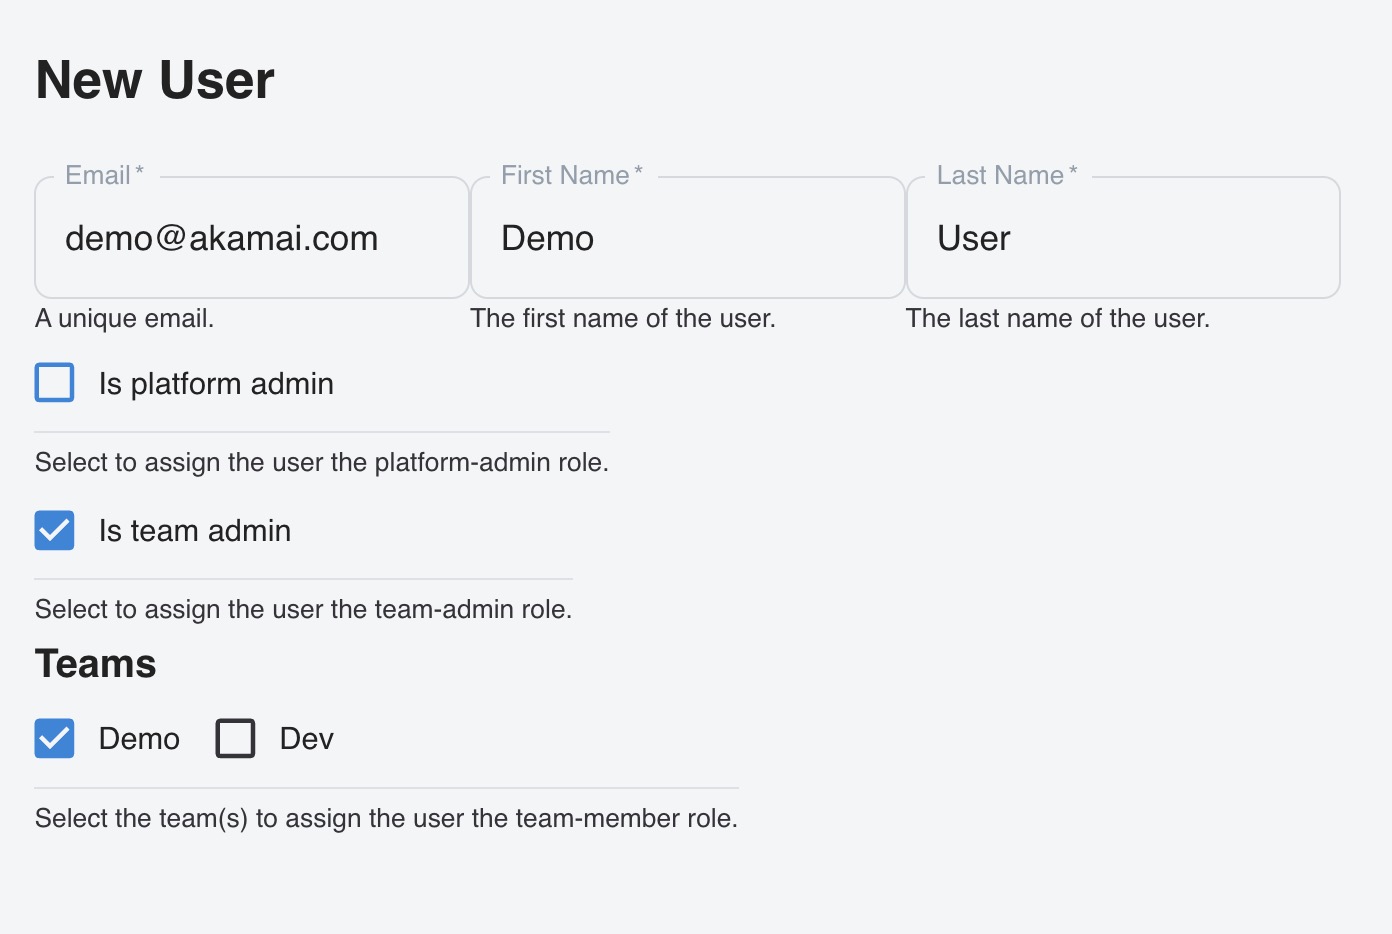 New User
Email * First Name * Last Name *
demo@akamai.com Demo User
A unique email. The first name of the user. The last name of the user.
Is platform admin
Select to assign the user the platform-admin role.
Is team admin
Select to assign the user the team-admin role.
Teams
Demo Dev
Select the team(s) to assign the user the team-member role.